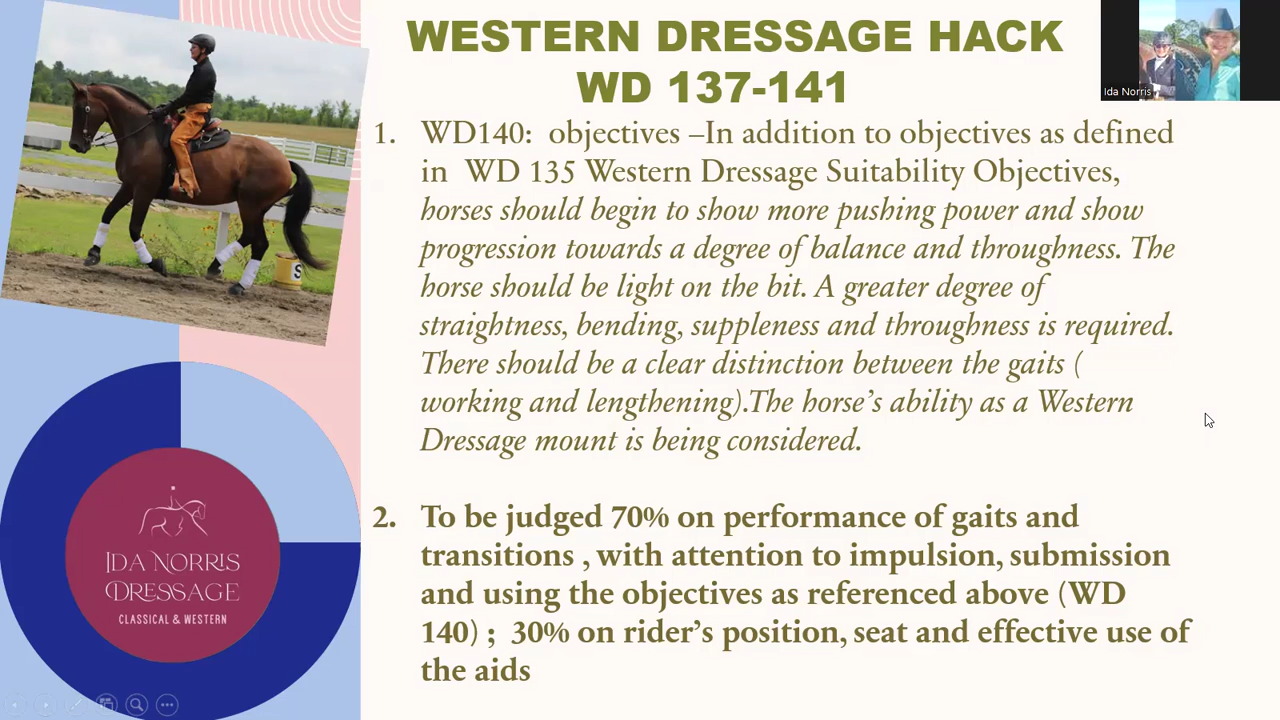 WESTERN DRESSAGE HACK
WD 137-141
Ida Norris
1. WD140: objectives –In addition to objectives as defined
in WD 135 Western Dressage Suitability Objectives,
horses should begin to show more pushing power and show
progression towards a degree of balance and throughness. The
horse should be light on the bit. A greater degree of
straightness, bending, suppleness and throughness is required.
There should be a clear distinction between the gaits (
working and lengthening).The horse's ability as a Western
Dressage mount is being considered.
2. To be judged 70% on performance of gaits and
transitions , with attention to impulsion, submission
and using the objectives as referenced above (WD
140) ; 30% on rider's position, seat and effective use of
the aids
S
IDA NORRIS
DRESSAGE
CLASSICAL & WESTERN